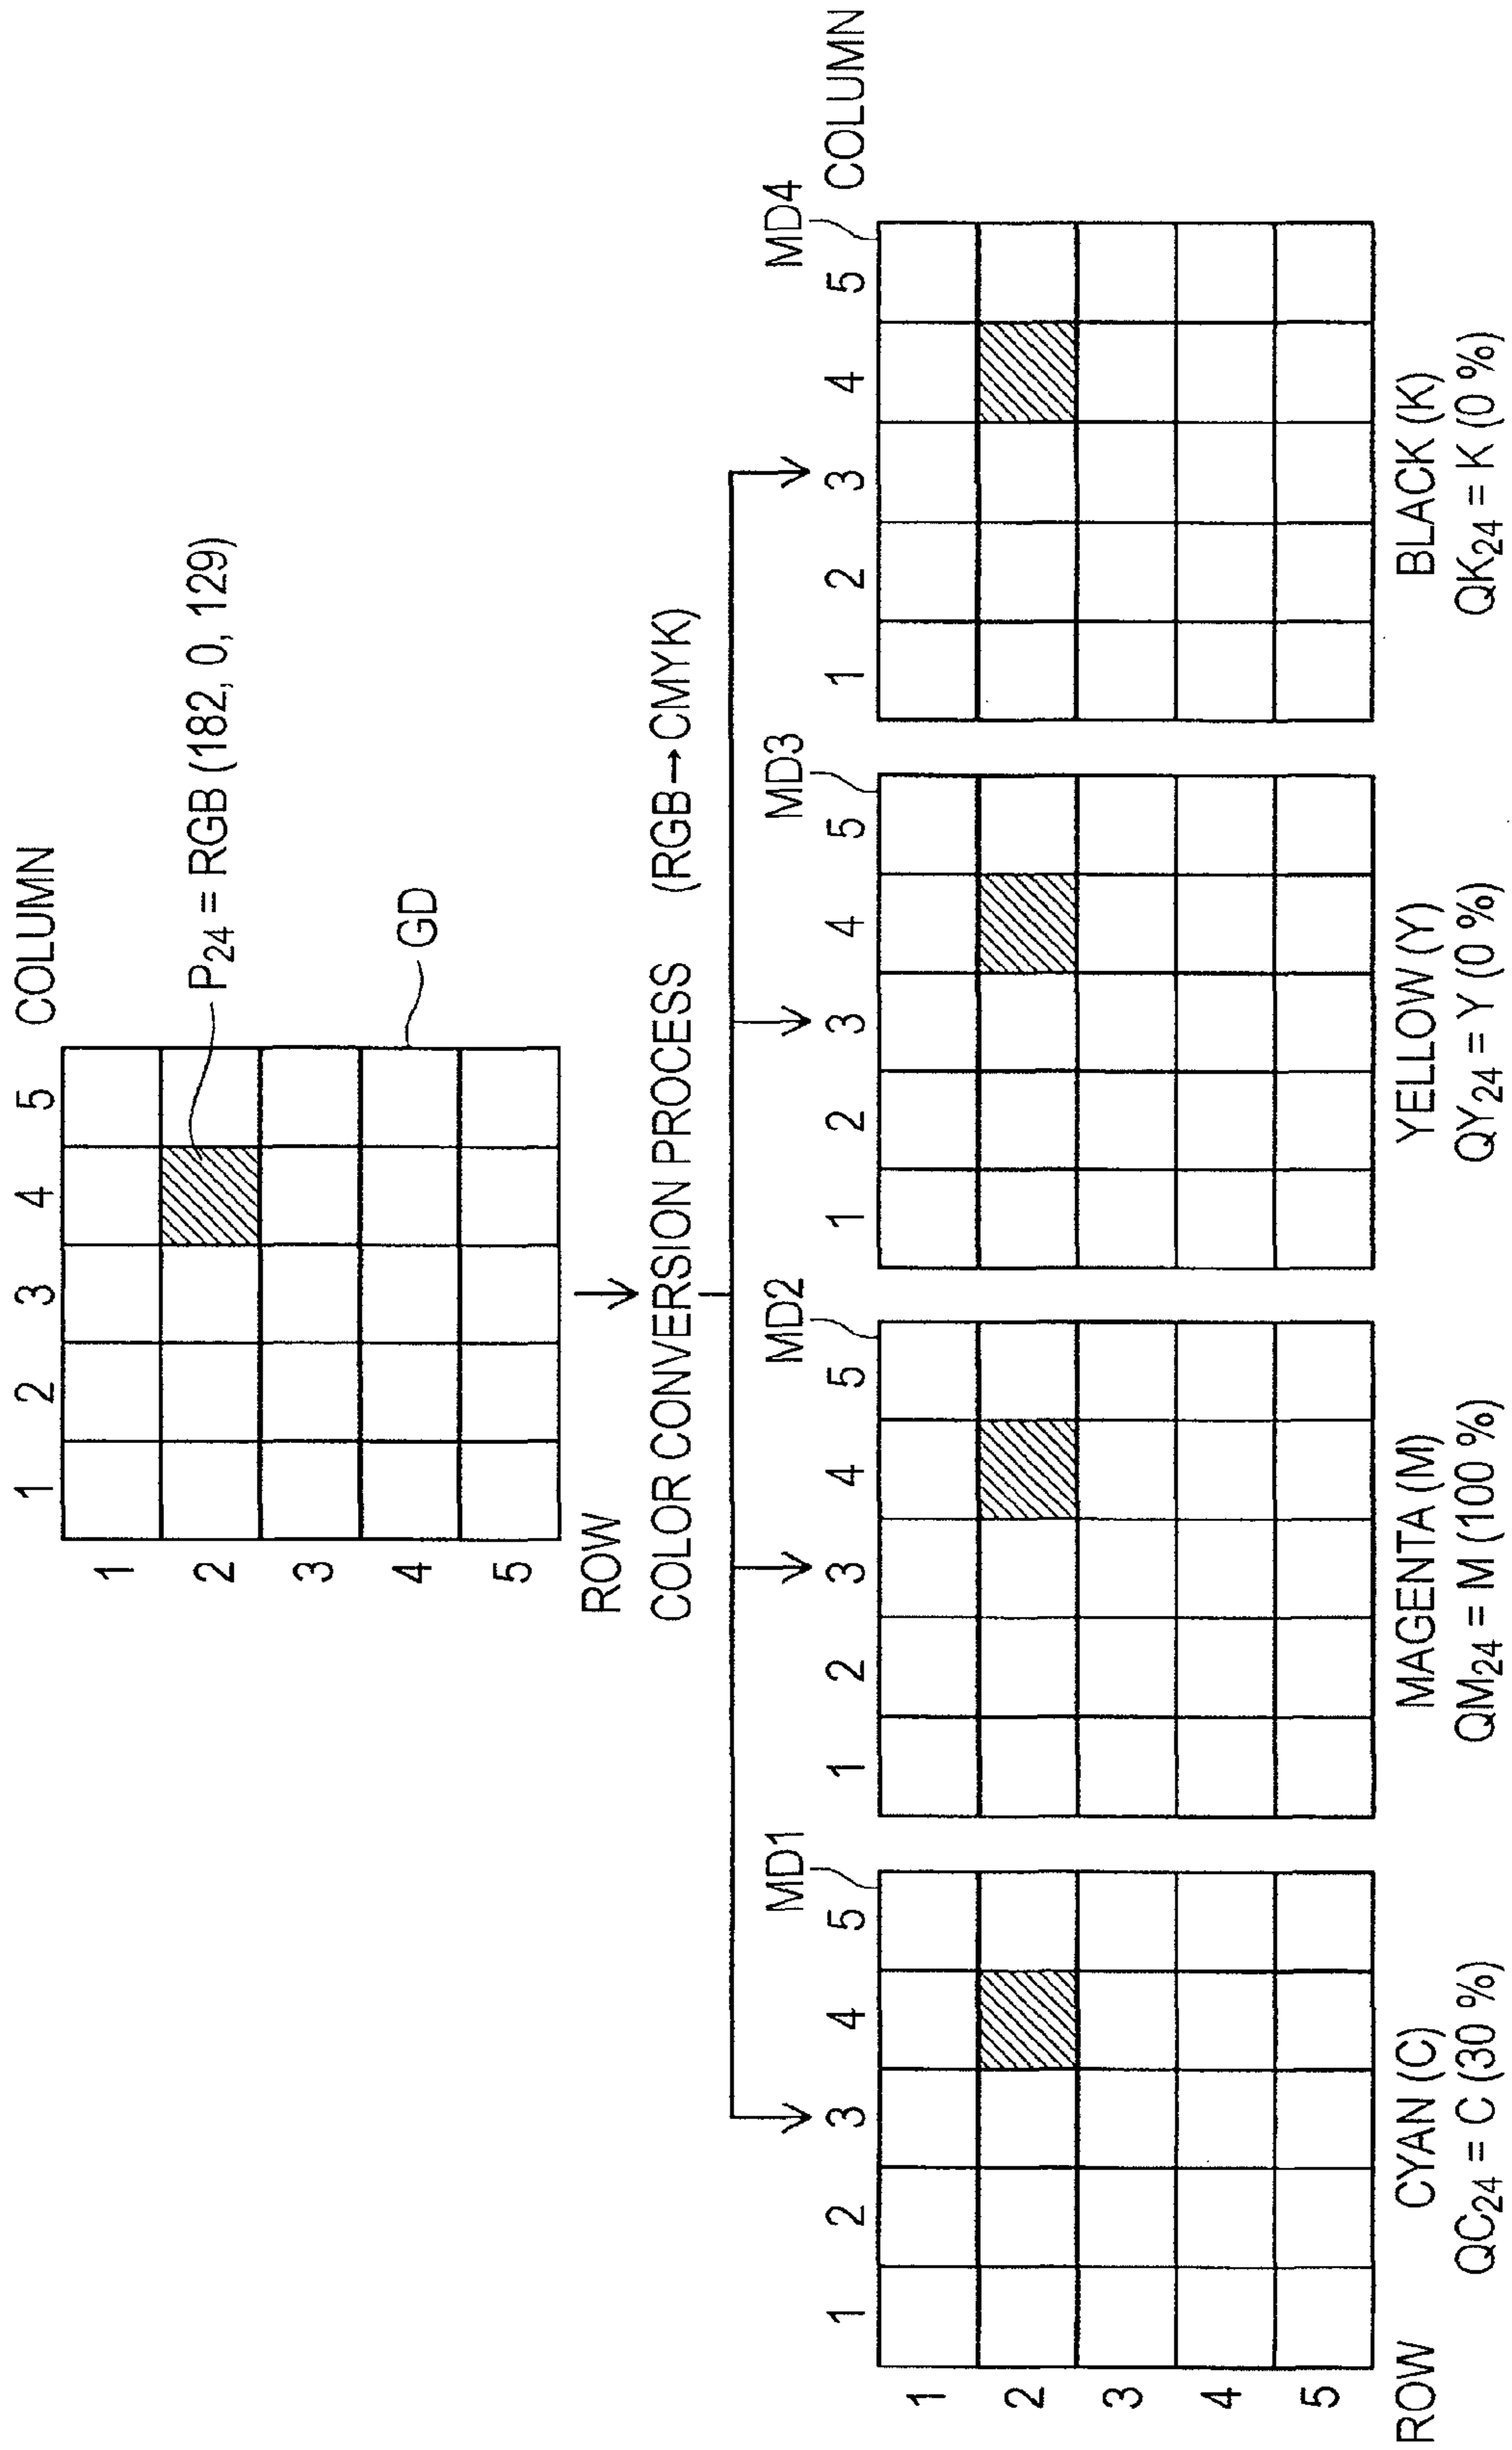 COLUMN
1 2 3 4 5
1
2
3
4
5
ROW
P24 = RGB (182, 0, 129)
GD
COLOR CONVERSION PROCESS (RGB→CMYK)
MD1
MD2
MD3
MD4
1 2 3 4 5
1 2 3 4 5
1 2 3 4 5
1 2 3 4 5
COLUMN
1
2
3
4
5
ROW
CYAN (C)
QC24 = C (30 %)
MAGENTA (M)
QM24 = M (100 %)
YELLOW (Y)
QY24 = Y (0 %)
BLACK (K)
QK24 = K (0 %)